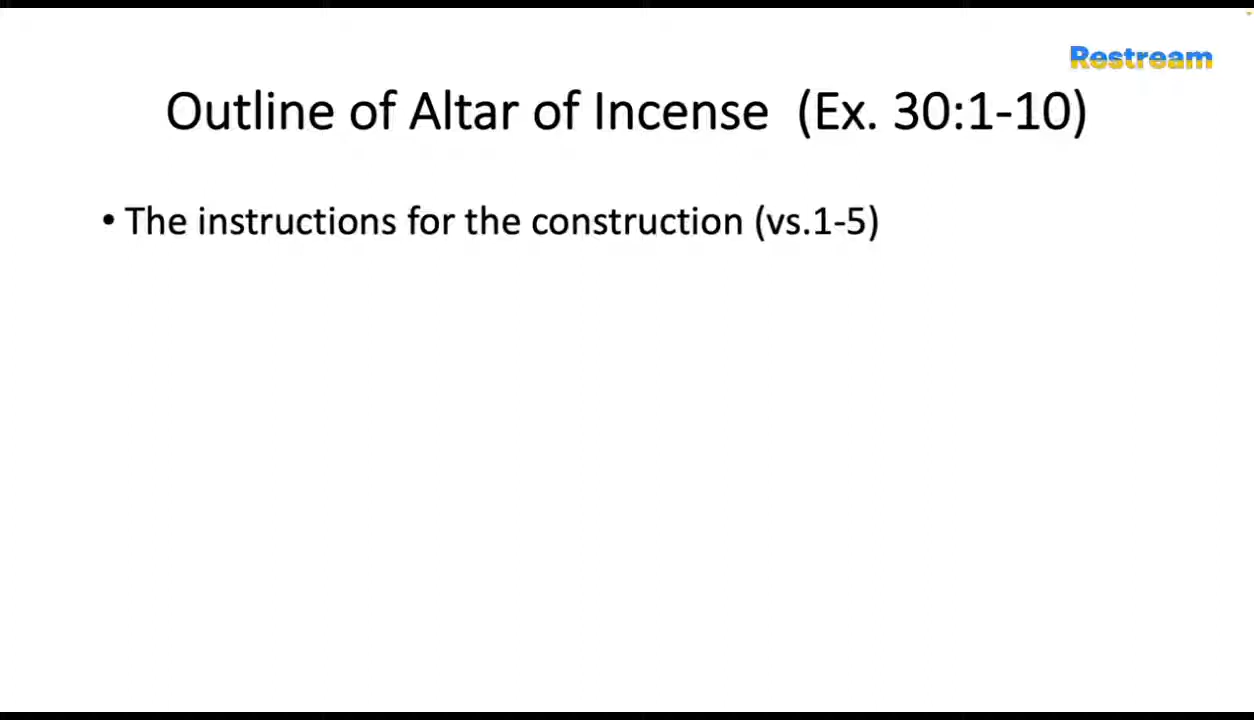 Restream
Outline of Altar of Incense (Ex. 30:1-10)
• The instructions for the construction (vs.1-5)